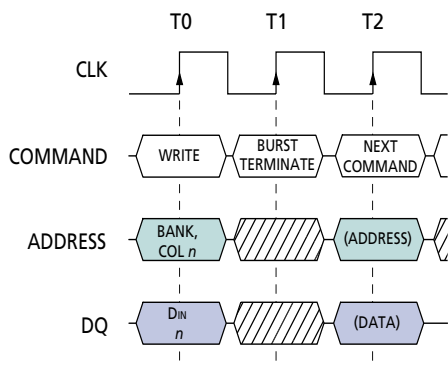 T0 T1 T2
CLK
COMMAND WRITE BURST TERMINATE NEXT COMMAND
ADDRESS BANK, COL n (ADDRESS)
DQ DIN n (DATA)